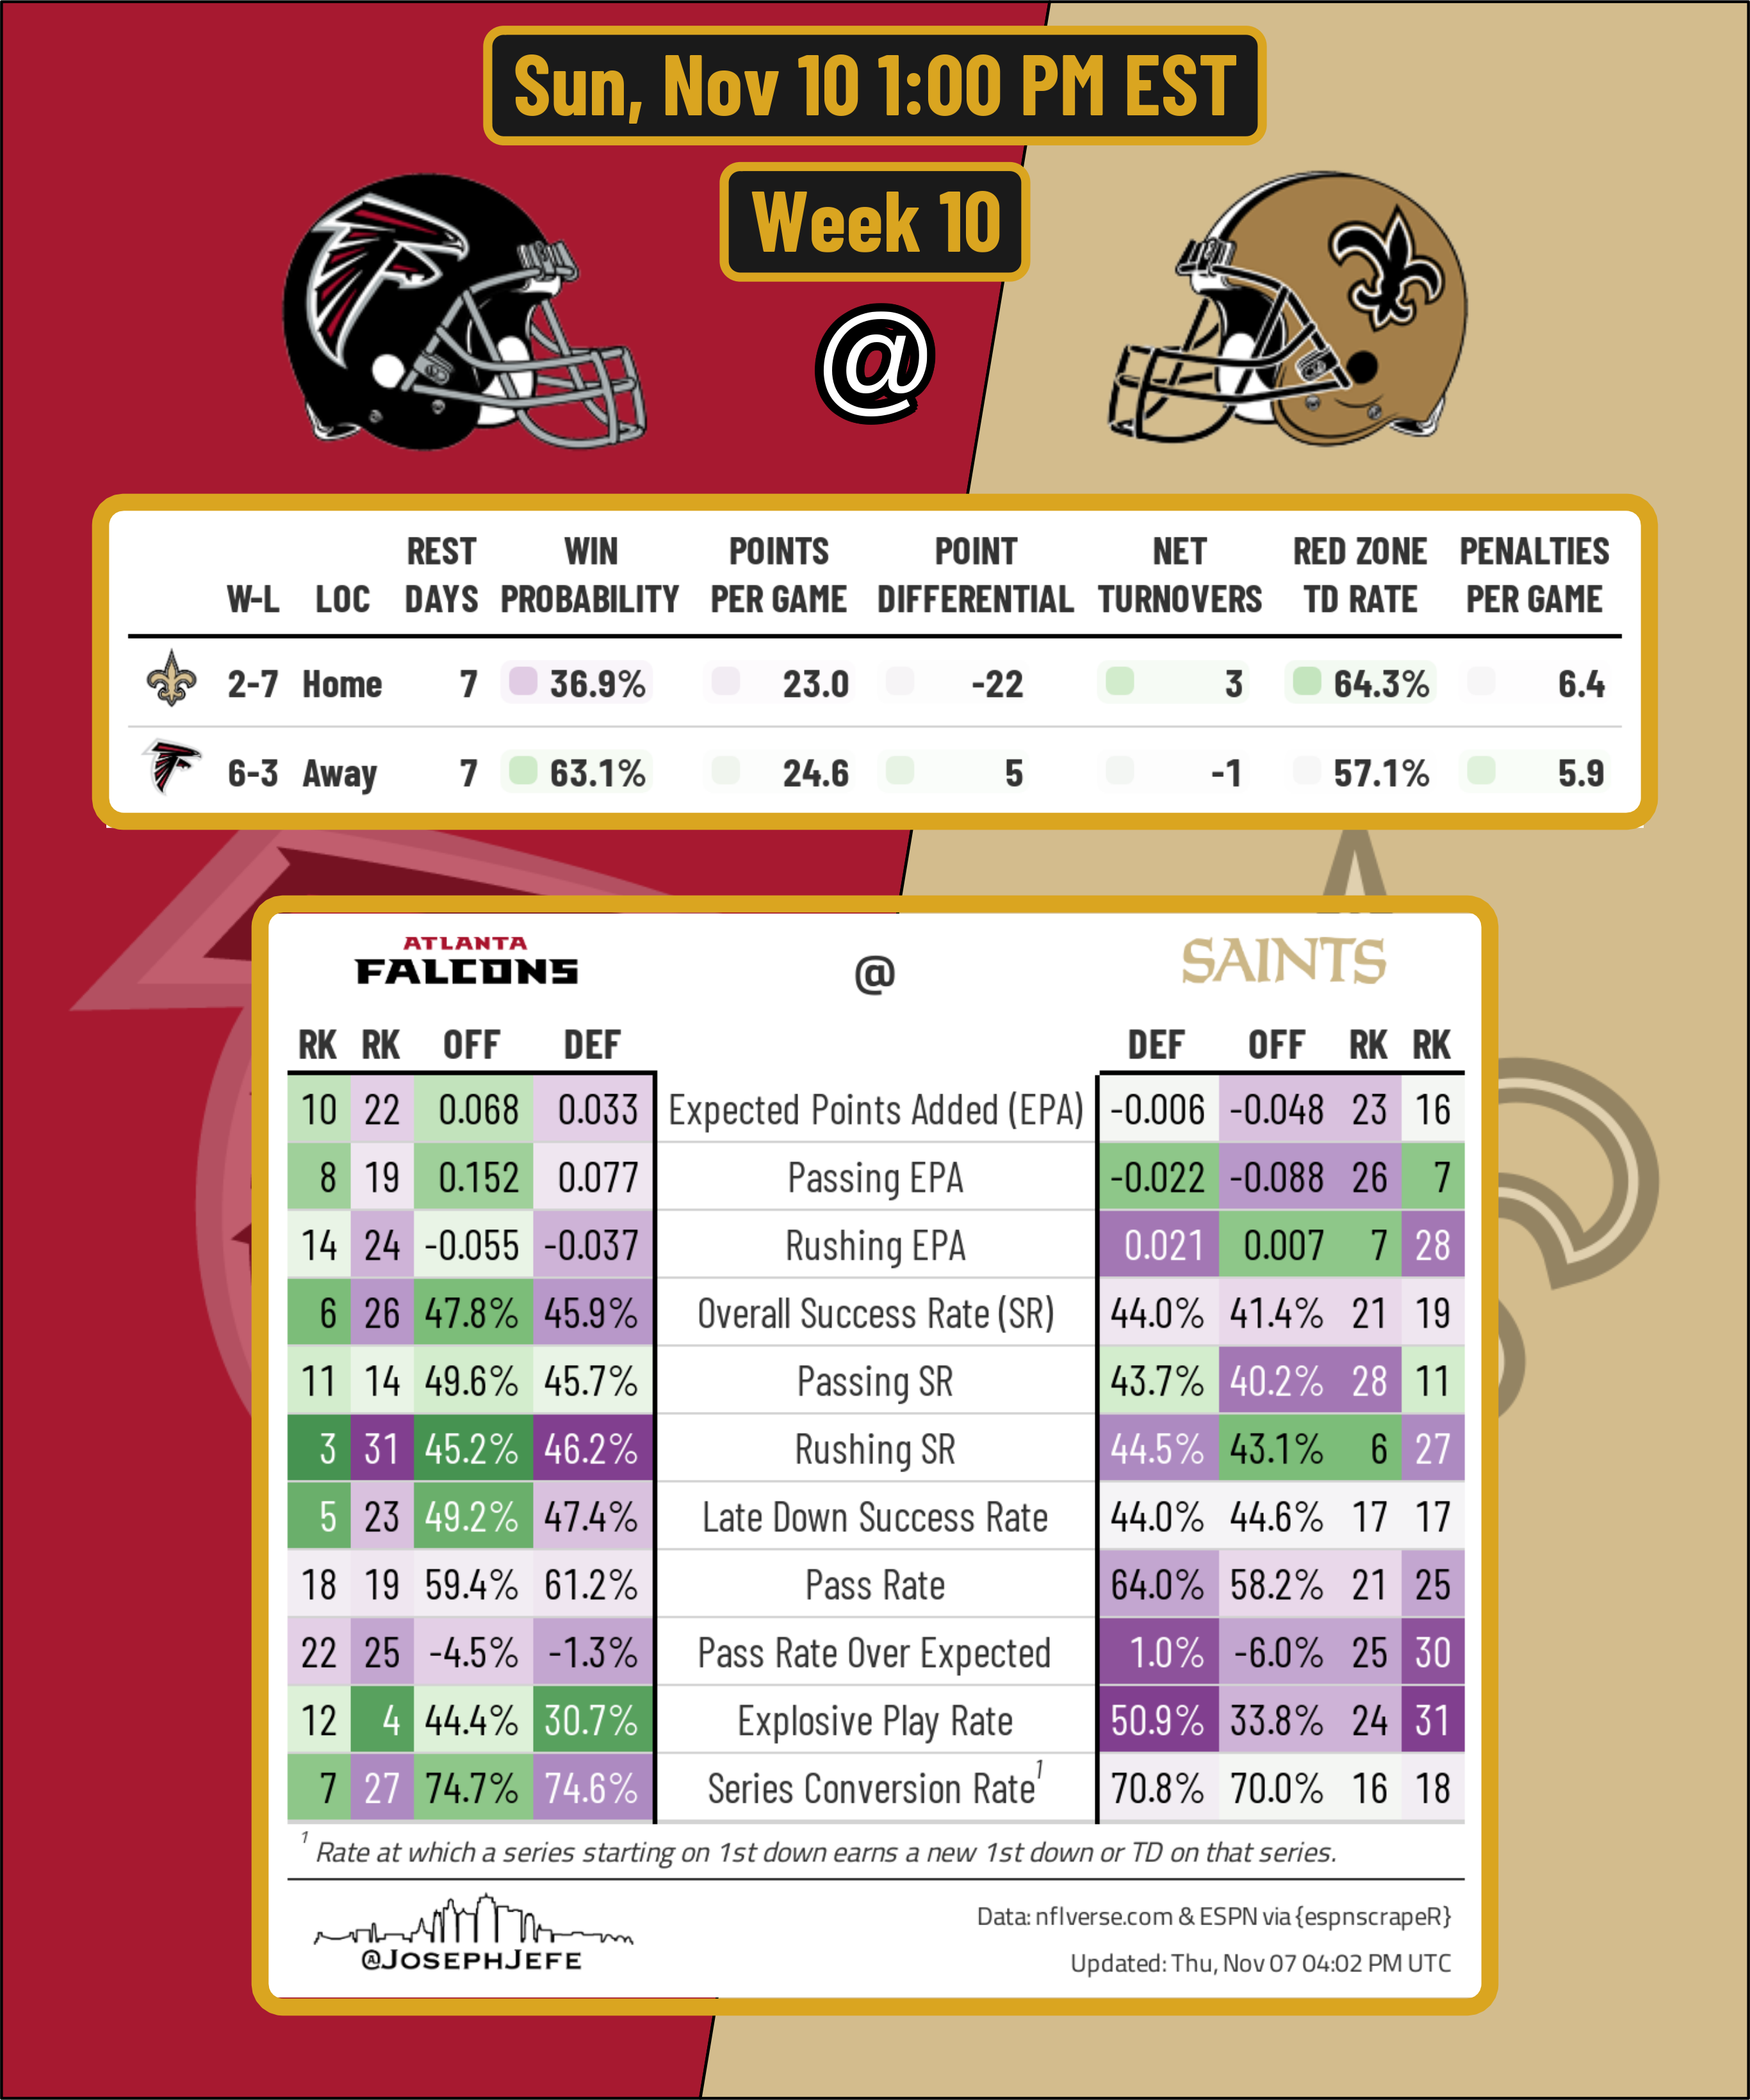 Sun, Nov 10 1:00 PM EST
Week 10
@
REST WIN POINTS POINT NET RED ZONE PENALTIES
W-L LOC DAYS PROBABILITY PER GAME DIFFERENTIAL TURNOVERS TD RATE PER GAME
2-7 Home 7 36.9% 23.0 -22 3 64.3% 6.4
6-3 Away 7 63.1% 24.6 5 -1 57.1% 5.9
ATLANTA
FALCONS @ SAINTS
RK RK OFF DEF DEF OFF RK RK
10 22 0.068 0.033 Expected Points Added (EPA) -0.006 -0.048 23 16
8 19 0.152 0.077 Passing EPA -0.022 -0.088 26 7
14 24 -0.055 -0.037 Rushing EPA 0.021 0.007 7 28
6 26 47.8% 45.9% Overall Success Rate (SR) 44.0% 41.4% 21 19
11 14 49.6% 45.7% Passing SR 43.7% 40.2% 28 11
3 31 45.2% 46.2% Rushing SR 44.5% 43.1% 6 27
5 23 49.2% 47.4% Late Down Success Rate 44.0% 44.6% 17 17
18 19 59.4% 61.2% Pass Rate 64.0% 58.2% 21 25
22 25 -4.5% -1.3% Pass Rate Over Expected 1.0% -6.0% 25 30
12 4 44.4% 30.7% Explosive Play Rate 50.9% 33.8% 24 31
7 27 74.7% 74.6% Series Conversion Rate1 70.8% 70.0% 16 18
1 Rate at which a series starting on 1st down earns a new 1st down or TD on that series.
Data: nflverse.com & ESPN via {espnscrapeR}
@JOSEPHJEFE
Updated: Thu, Nov 07 04:02 PM UTC